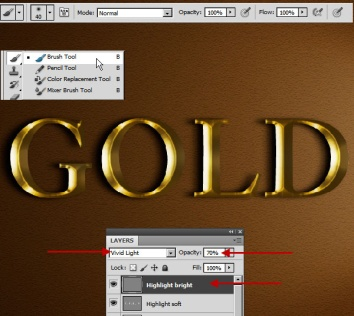 40 Mode: Normal Opacity: 100% Flow: 100%
Brush Tool B
Pencil Tool B
Color Replacement Tool B
Mixer Brush Tool B
GOLD
LAYERS
Vivid Light Opacity: 70%
Lock: Fill: 100%
Highlight bright
Highlight soft